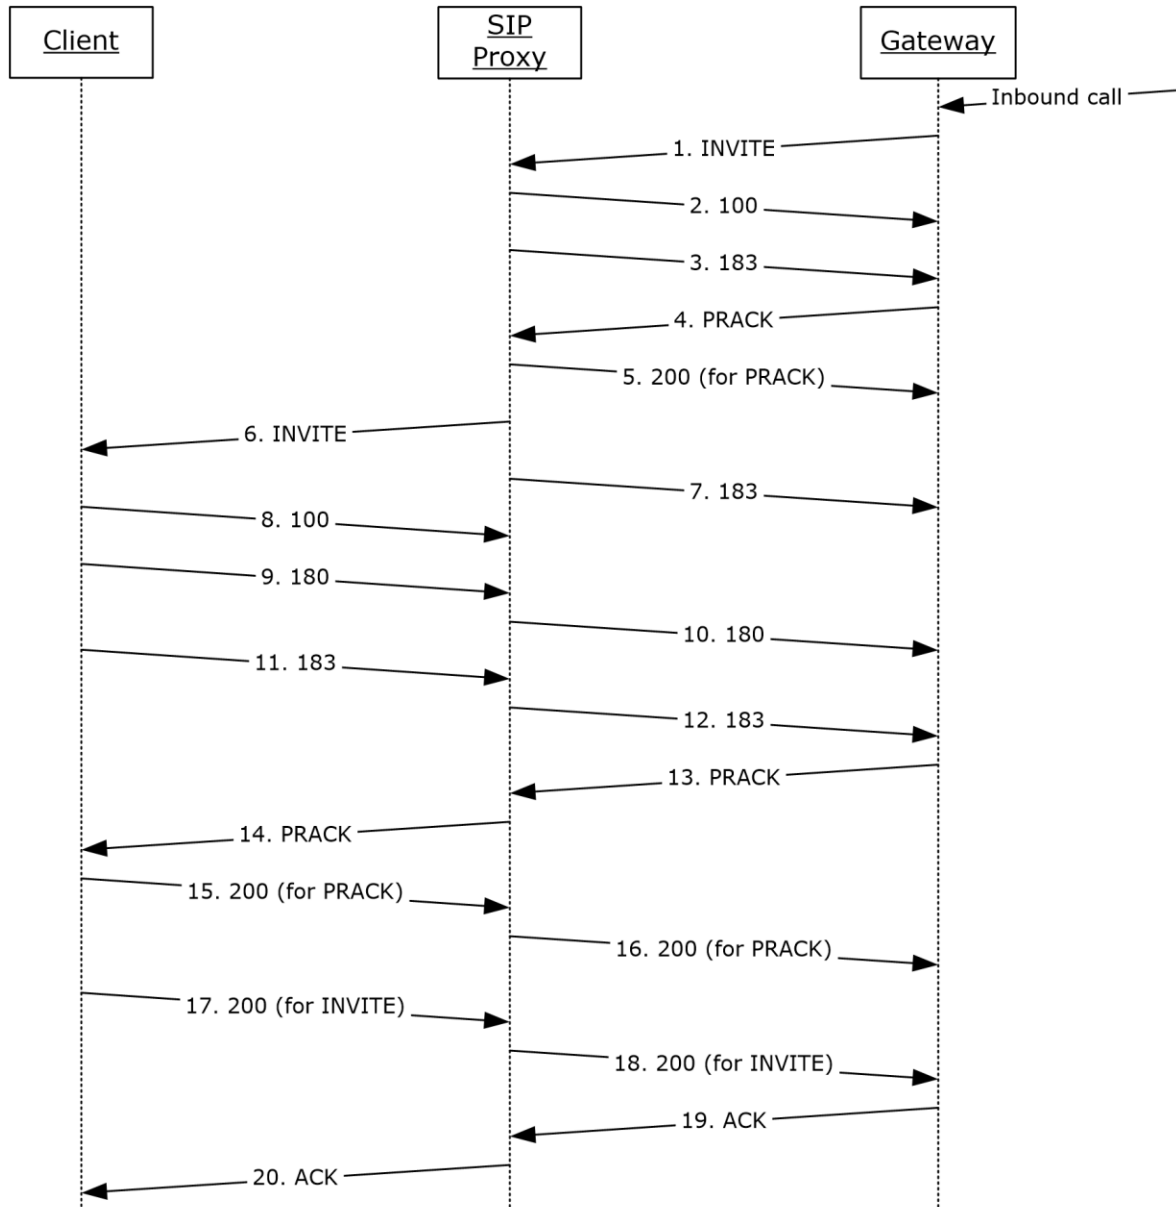 Client
SIP
Proxy
Gateway
Inbound call
1. INVITE
2. 100
3. 183
4. PRACK
5. 200 (for PRACK)
6. INVITE
7. 183
8. 100
9. 180
10. 180
11. 183
12. 183
13. PRACK
14. PRACK
15. 200 (for PRACK)
16. 200 (for PRACK)
17. 200 (for INVITE)
18. 200 (for INVITE)
19. ACK
20. ACK